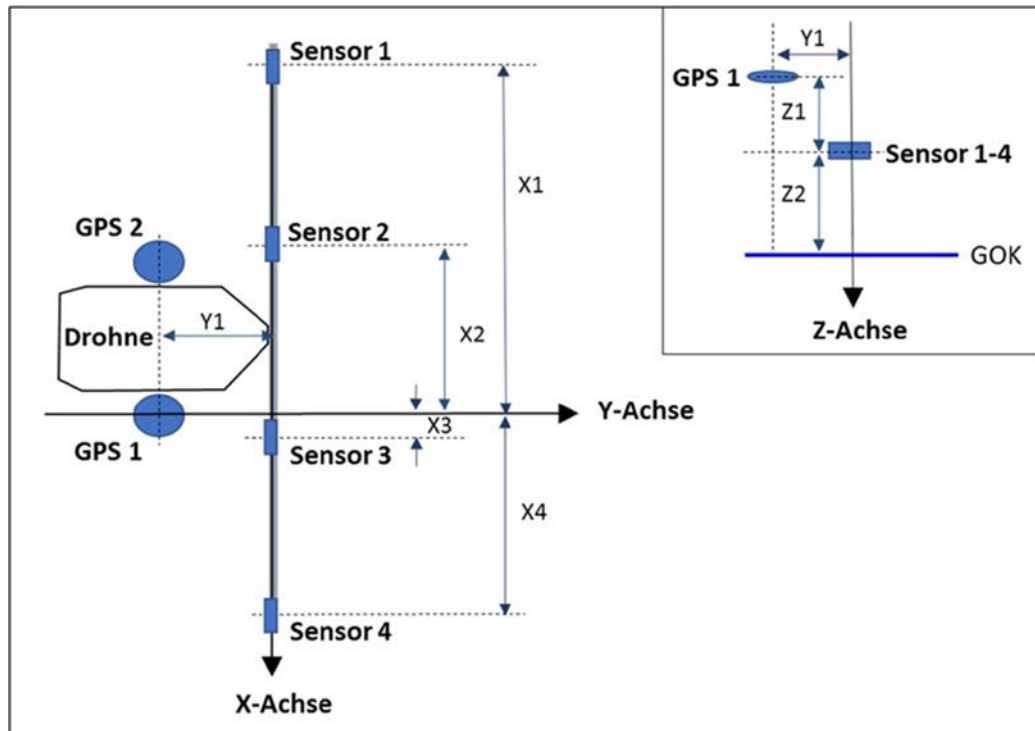 Sensor 1
X1
Sensor 2
GPS 2
Drohne
Y1
X2
Y-Achse
X3
GPS 1
Sensor 3
X4
Sensor 4
X-Achse
Y1
GPS 1
Z1
Sensor 1-4
Z2
GOK
Z-Achse